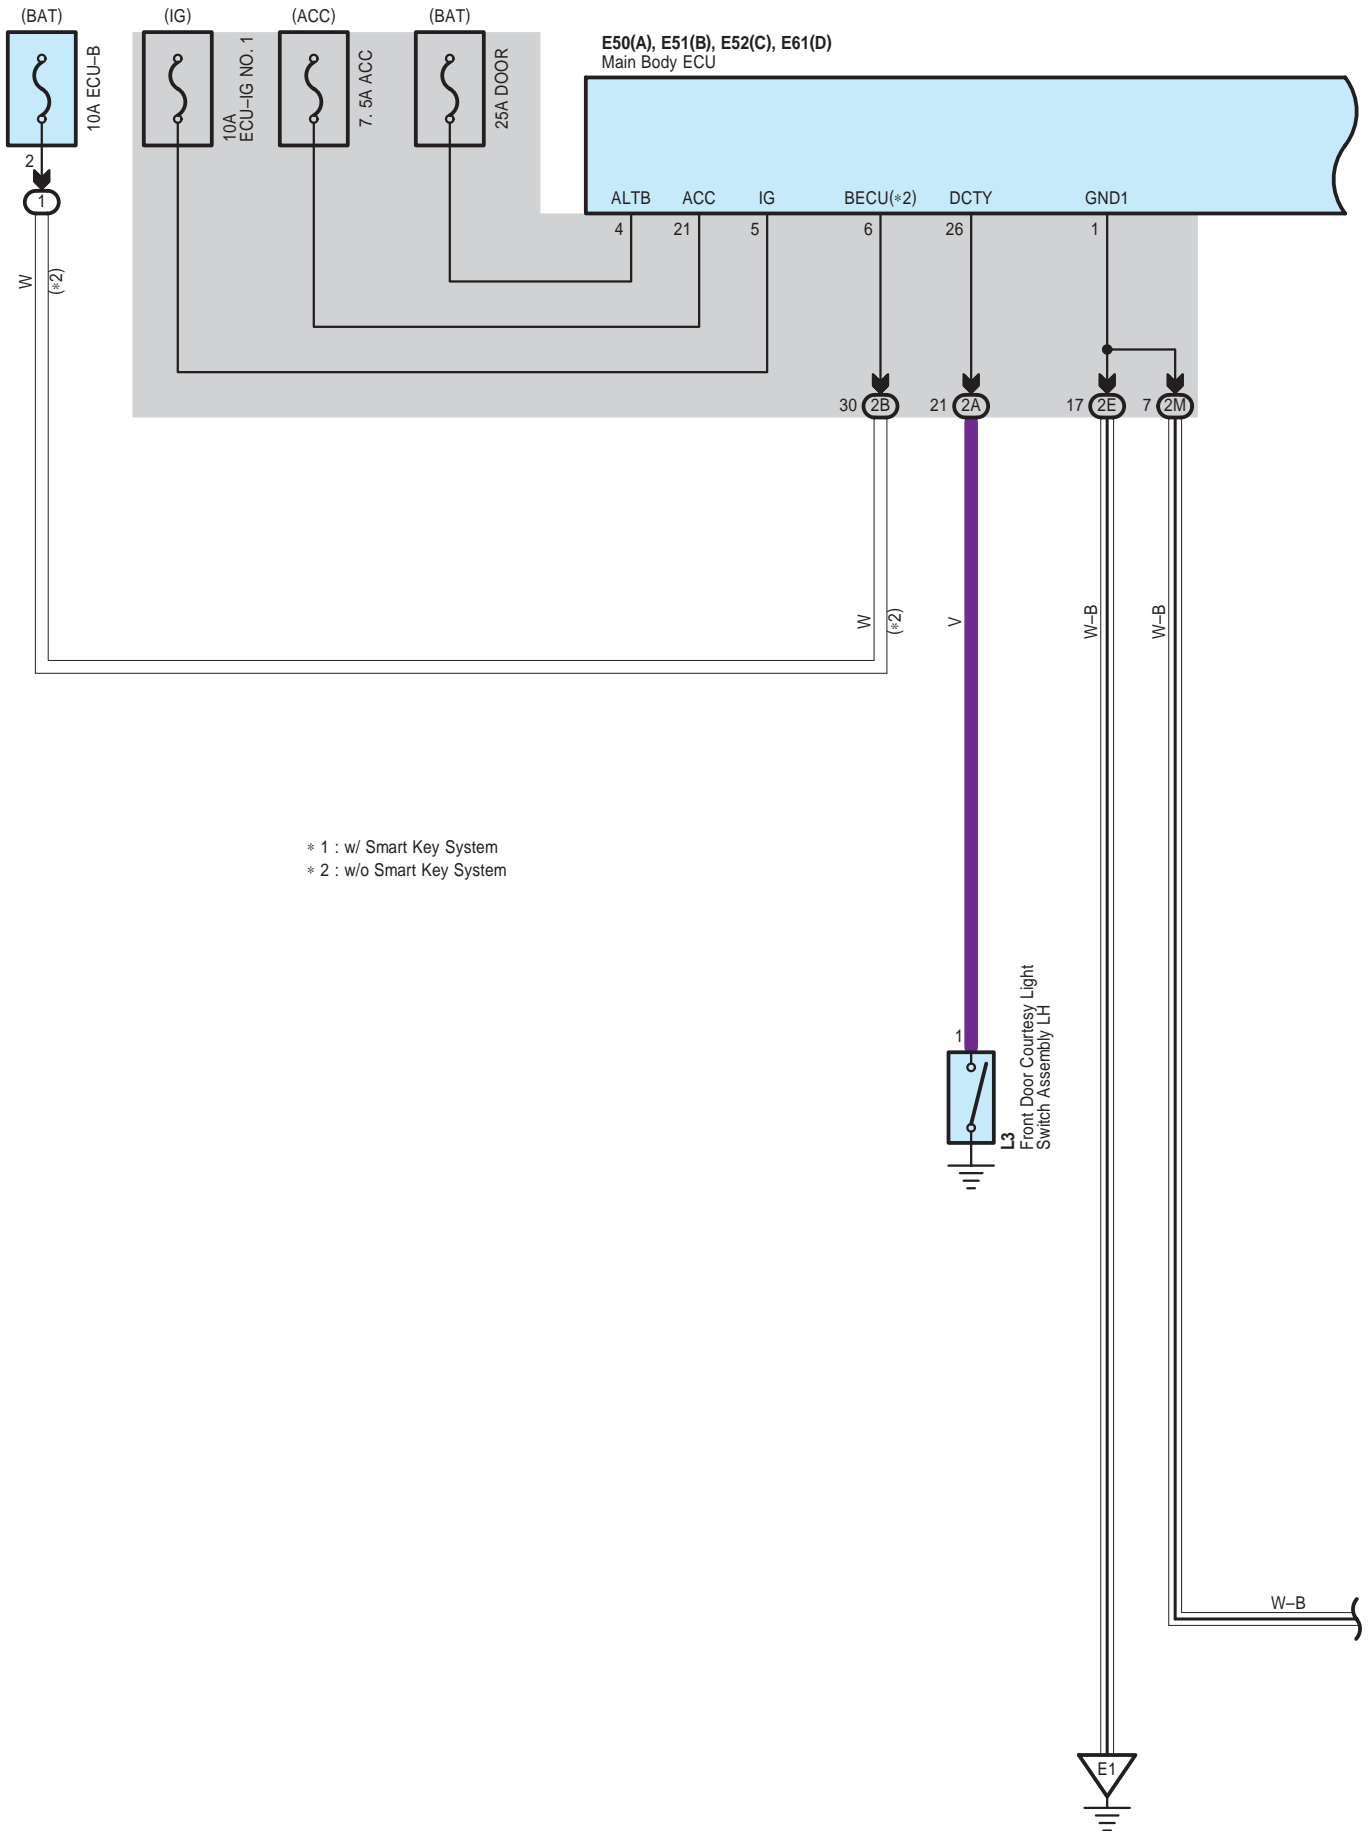 (BAT)
(IG)
(ACC)
(BAT)
10A ECU–B
10A
ECU–IG NO. 1
7. 5A ACC
25A DOOR
E50(A), E51(B), E52(C), E61(D)
Main Body ECU
ALTB
ACC
IG
BECU(∗2)
DCTY
GND1
4
21
5
6
26
1
2
1
W
(∗2)
30
2B
21
2A
17
2E
7
2M
W
(∗2)
V
W–B
W–B
∗ 1 : w/ Smart Key System
∗ 2 : w/o Smart Key System
1
L3
Front Door Courtesy Light
Switch Assembly LH
W–B
E1